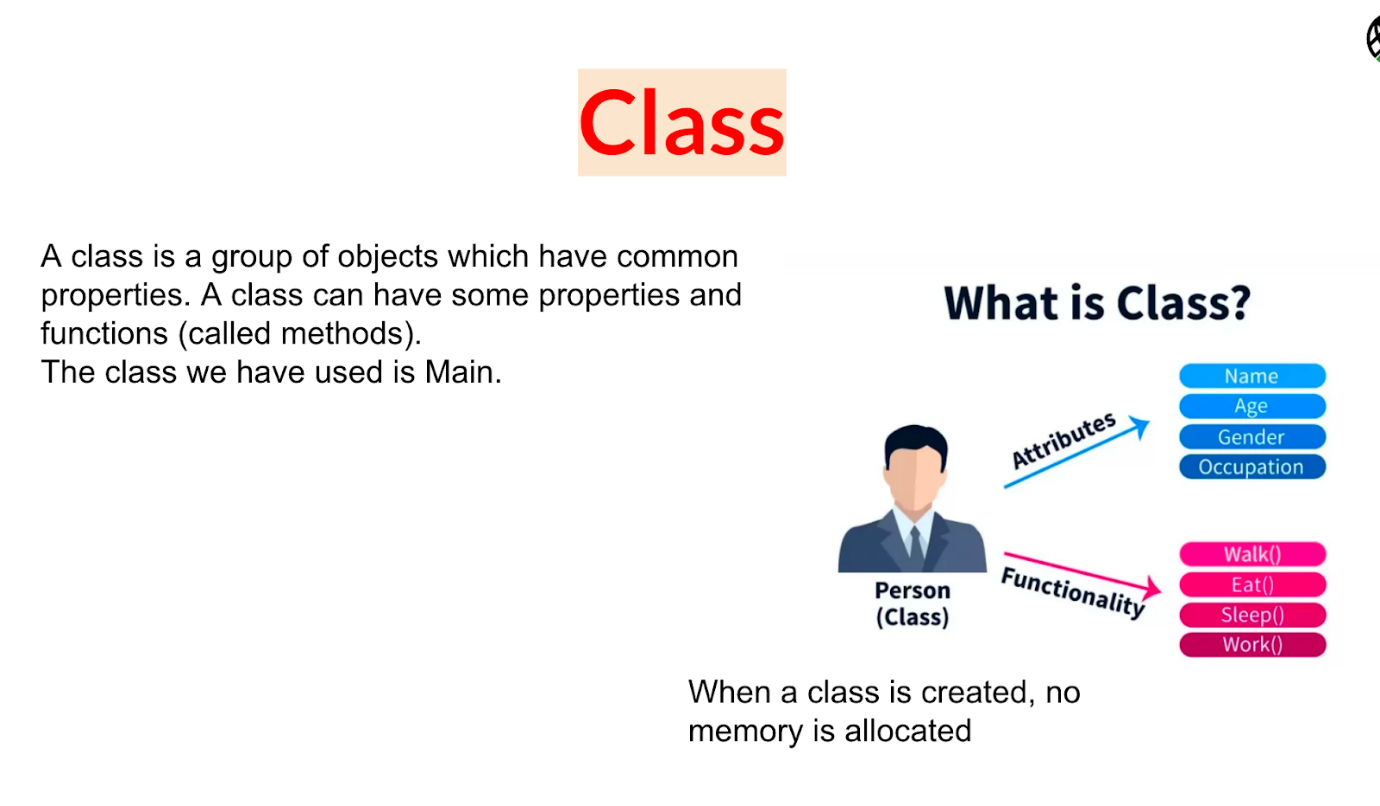 Class
A class is a group of objects which have common
properties. A class can have some properties and
functions (called methods).
The class we have used is Main.
What is Class?
Name
Age
Gender
Occupation
Attributes
Person
(Class)
Functionality
Walk()
Eat()
Sleep()
Work()
When a class is created, no
memory is allocated